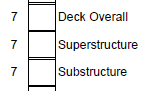 7 Deck Overall
7 Superstructure
7 Substructure